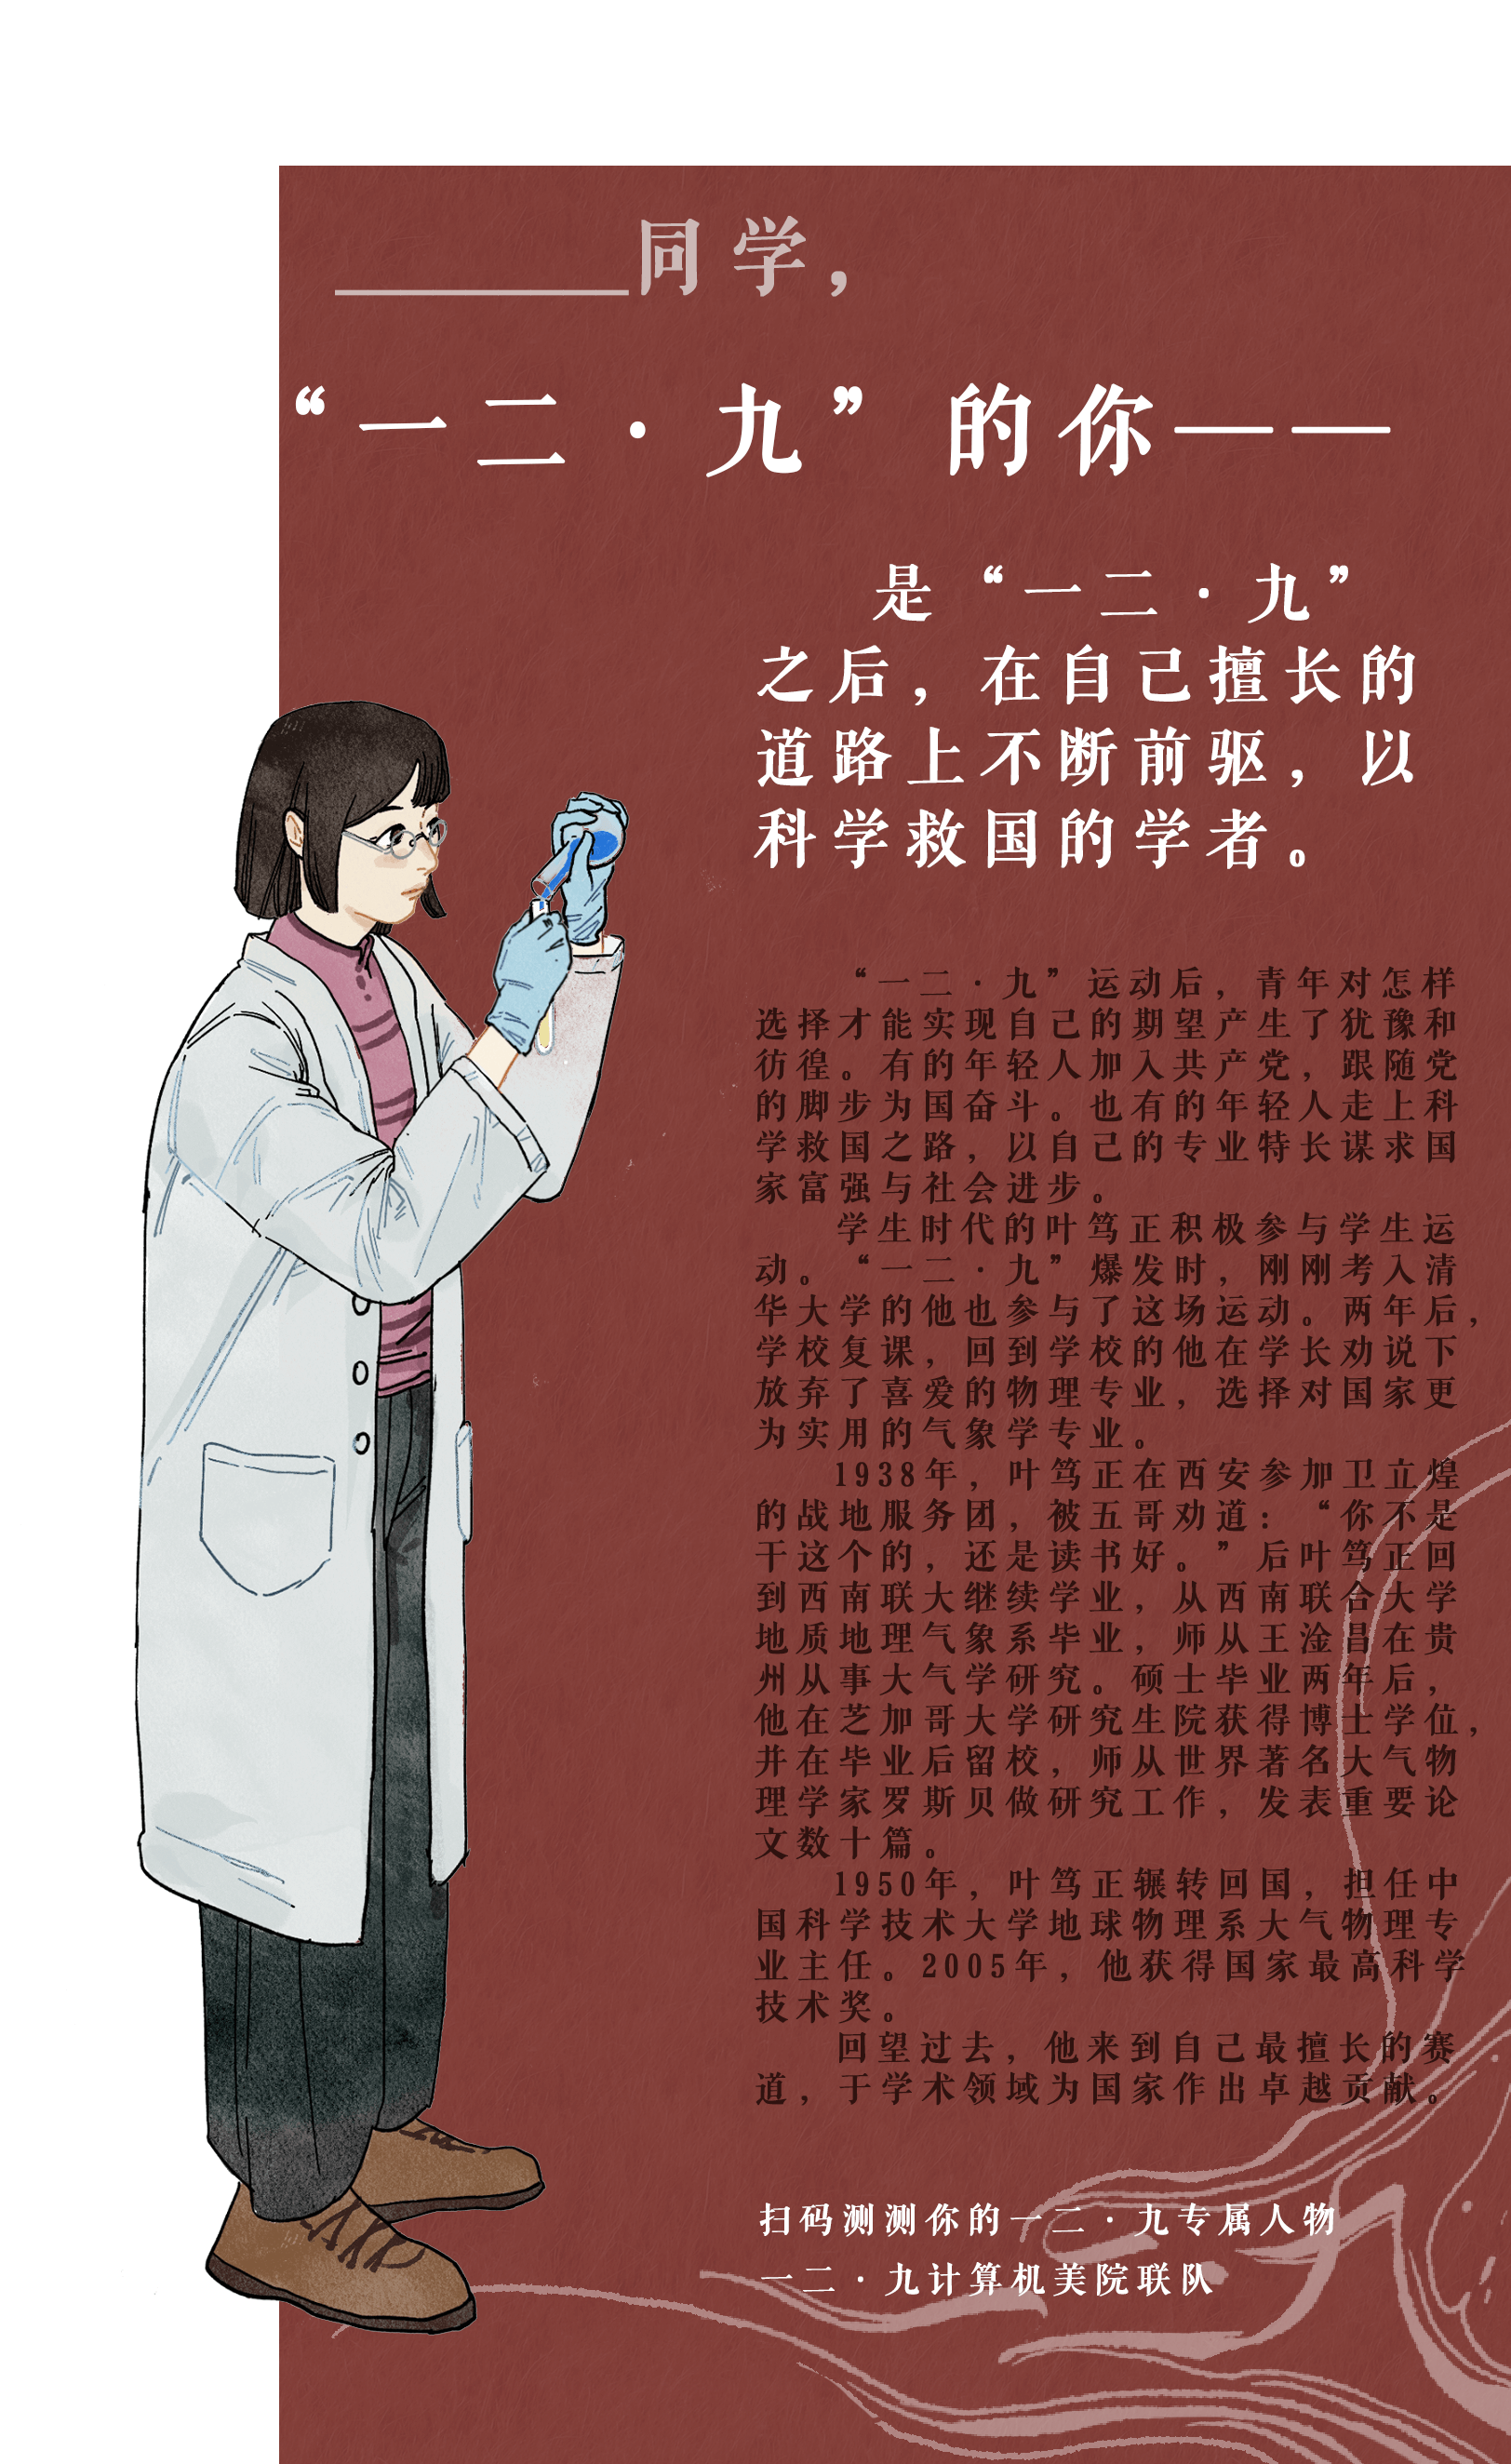 ________同学，
“一二·九”的你——
是“一二·九”
之后，在自己擅长的
道路上不断前驱，以
科学救国的学者。
“一二·九”运动后，青年对怎样
选择才能实现自己的期望产生了犹豫和
彷徨。有的年轻人加入共产党，跟随党
的脚步为国奋斗。也有的年轻人走上科
学救国之路，以自己的专业特长谋求国
家富强与社会进步。
学生时代的叶笃正积极参与学生运
动。“一二·九”爆发时，刚刚考入清
华大学的他也参与了这场运动。两年后，
学校复课，回到学校的他在学长劝说下
放弃了喜爱的物理专业，选择对国家更
为实用的气象学专业。
1938年，叶笃正在西安参加卫立煌
的战地服务团，被五哥劝道：“你不是
干这个的，还是读书好。”后叶笃正回
到西南联大继续学业，从西南联合大学
地质地理气象系毕业，师从王淦昌在贵
州从事大气学研究。硕士毕业两年后，
他在芝加哥大学研究生院获得博士学位，
并在毕业后留校，师从世界著名大气物
理学家罗斯贝做研究工作，发表重要论
文数十篇。
1950年，叶笃正辗转回国，担任中
国科学技术大学地球物理系大气物理专
业主任。2005年，他获得国家最高科学
技术奖。
回望过去，他来到自己最擅长的赛
道，于学术领域为国家作出卓越贡献。
扫码测测你的一二·九专属人物
一二·九计算机美院联队